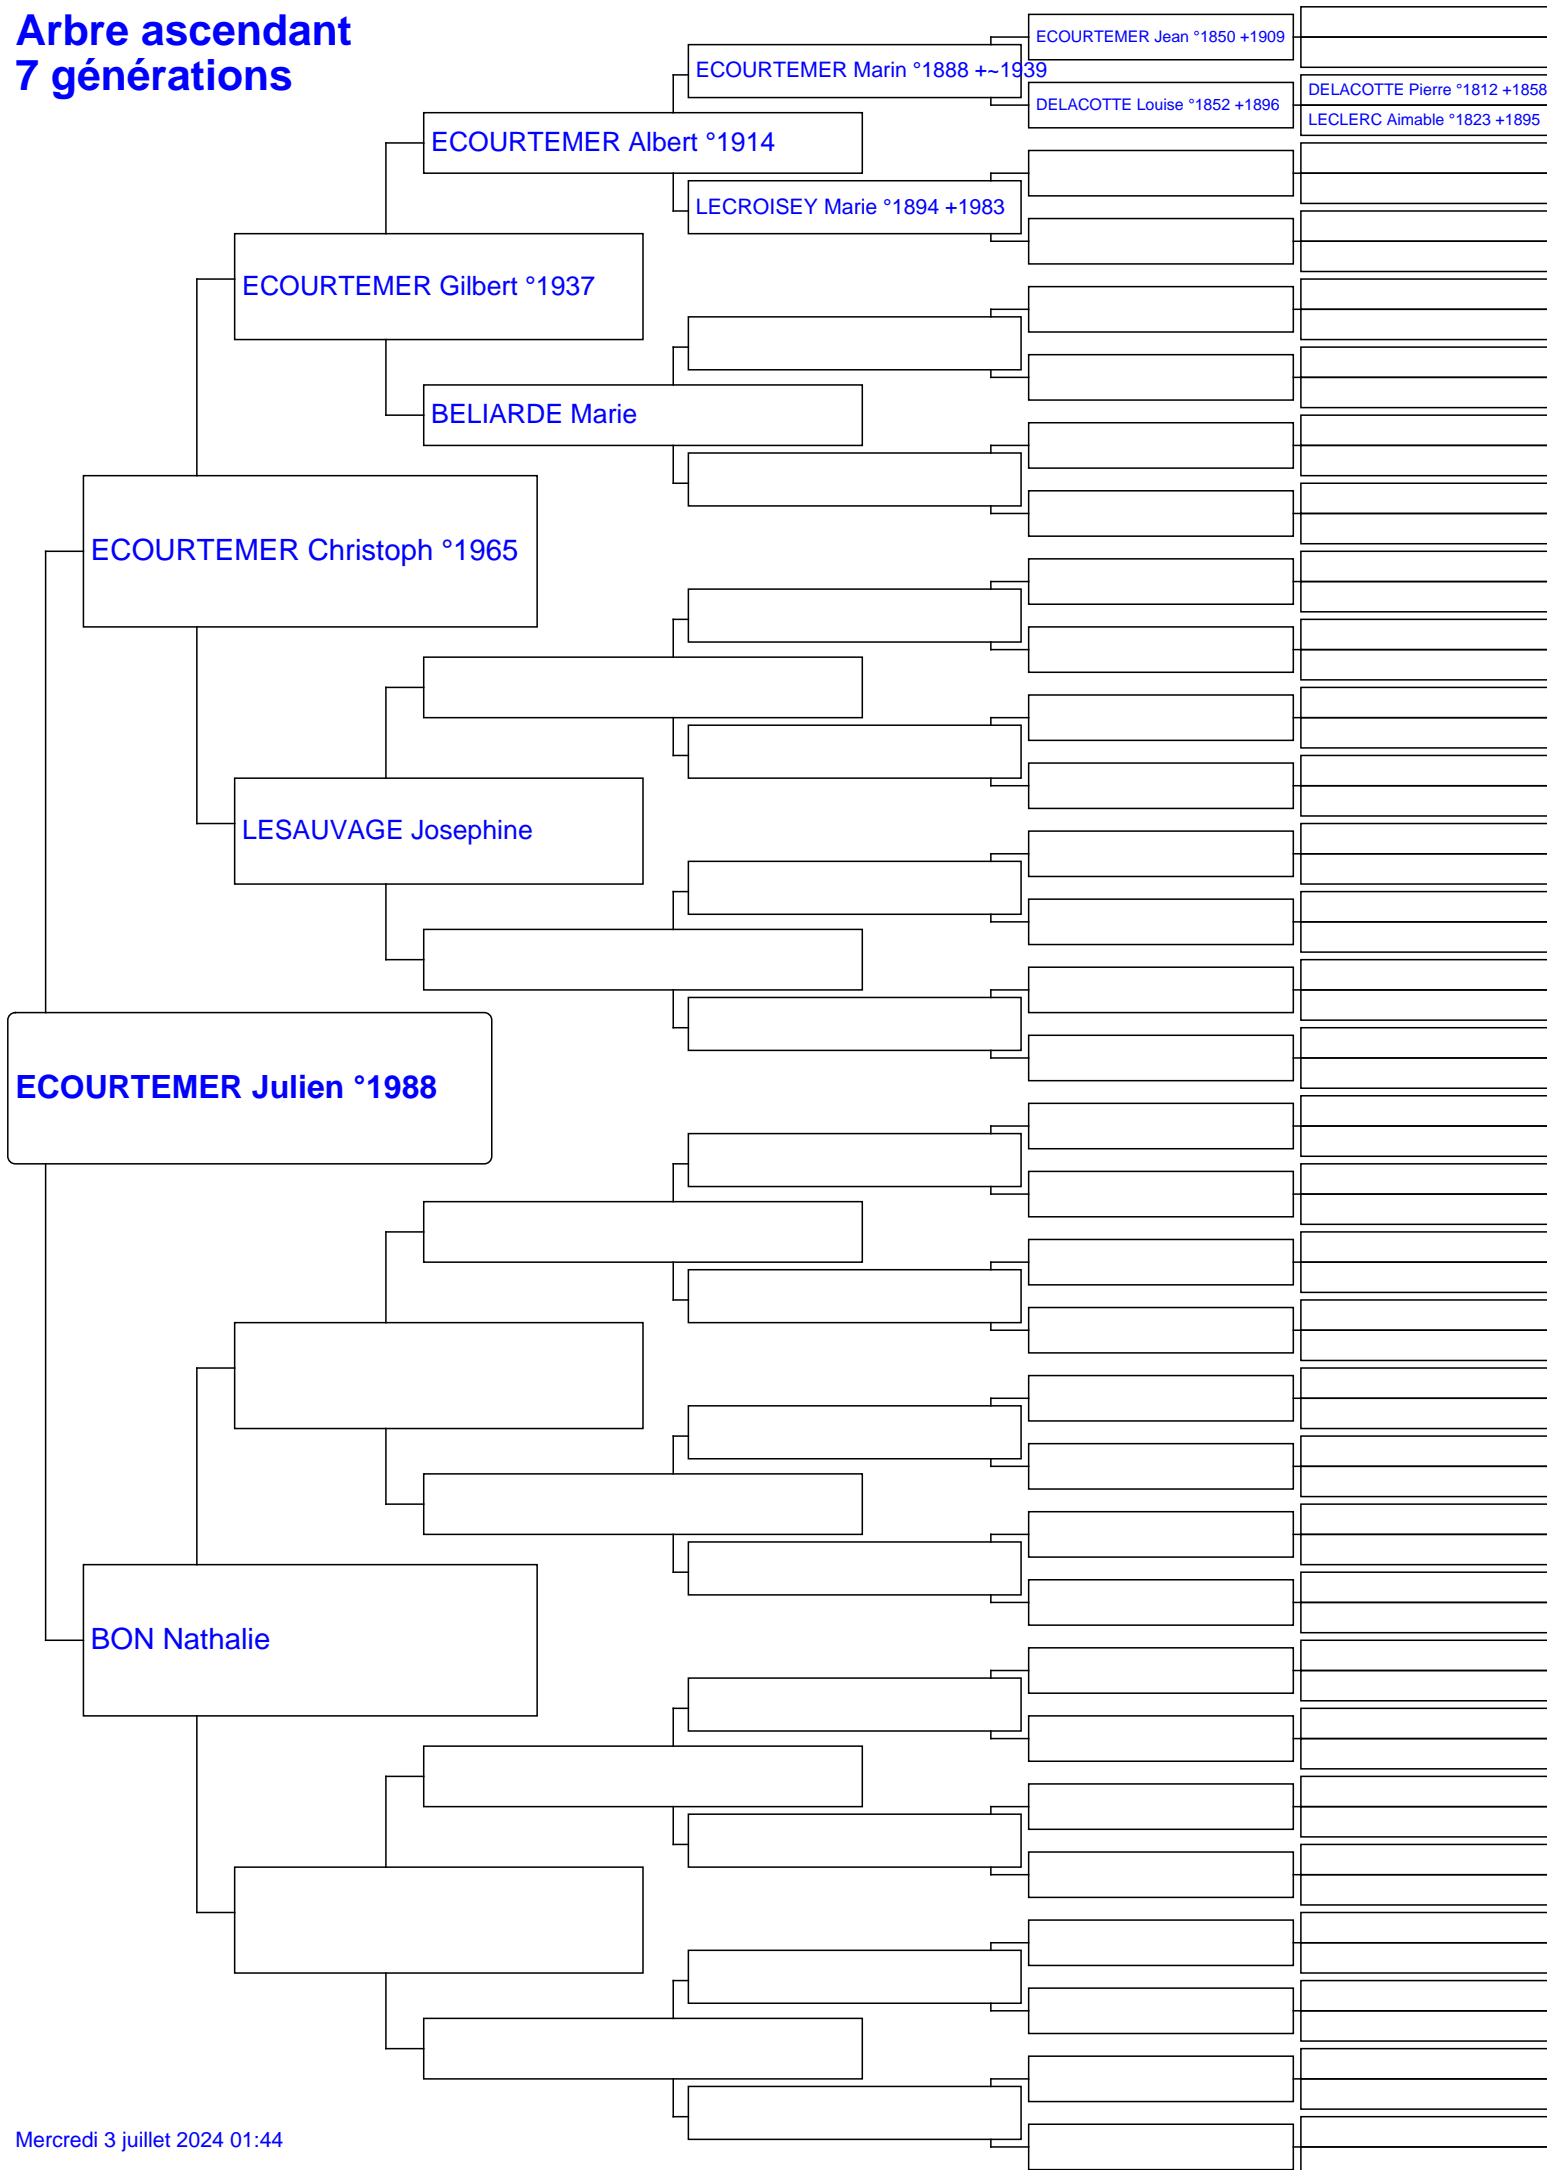 Arbre ascendant
7 générations
ECOURTEMER Jean °1850 +1909
ECOURTEMER Marin °1888 +~1939
DELACOTTE Pierre °1812 +1858
DELACOTTE Louise °1852 +1896
LECLERC Aimable °1823 +1895
ECOURTEMER Albert °1914
LECROISEY Marie °1894 +1983
ECOURTEMER Gilbert °1937
BELIARDE Marie
ECOURTEMER Christoph °1965
LESAUVAGE Josephine
ECOURTEMER Julien °1988
BON Nathalie
Mercredi 3 juillet 2024 01:44